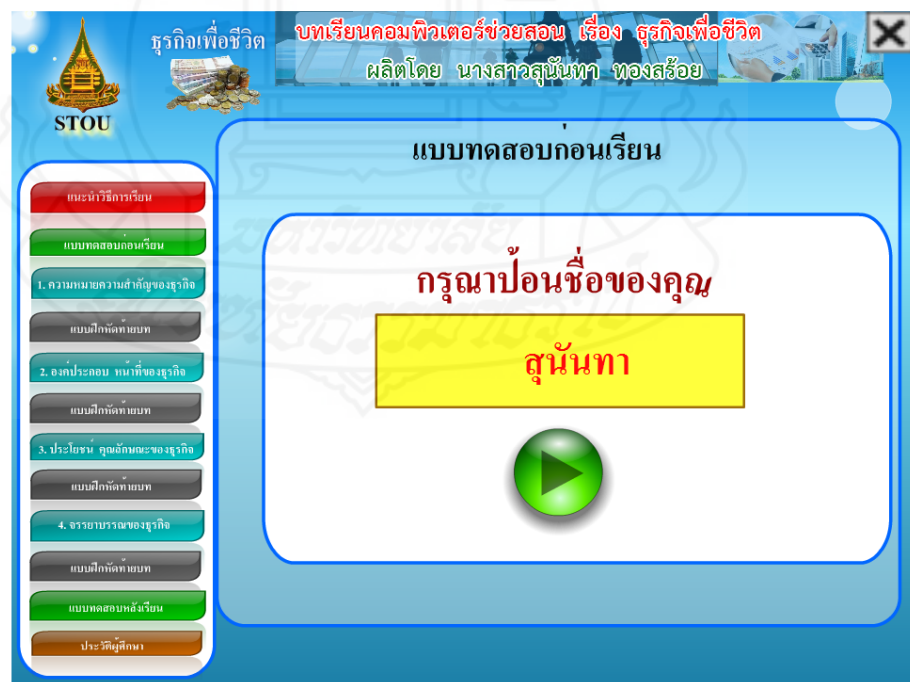 ธุรกิจเพื่อชีวิต
บทเรียนคอมพิวเตอร์ช่วยสอน เรื่อง ธุรกิจเพื่อชีวิต
ผลิตโดย นางสาวสุนันทา ทองสร้อย
STOU
แบบทดสอบก่อนเรียน
แนะนำวิธีการเรียน
แบบทดสอบก่อนเรียน
1. ความหมายความสำคัญของธุรกิจ
แบบฝึกหัดท้ายบท
2. องค์ประกอบ หน้าที่ของธุรกิจ
แบบฝึกหัดท้ายบท
3. ประโยชน์ คุณลักษณะของธุรกิจ
แบบฝึกหัดท้ายบท
4. จรรยาบรรณของธุรกิจ
แบบฝึกหัดท้ายบท
แบบทดสอบหลังเรียน
ประวัติผู้ศึกษา
กรุณาป้อนชื่อของคุณ
สุนันทา